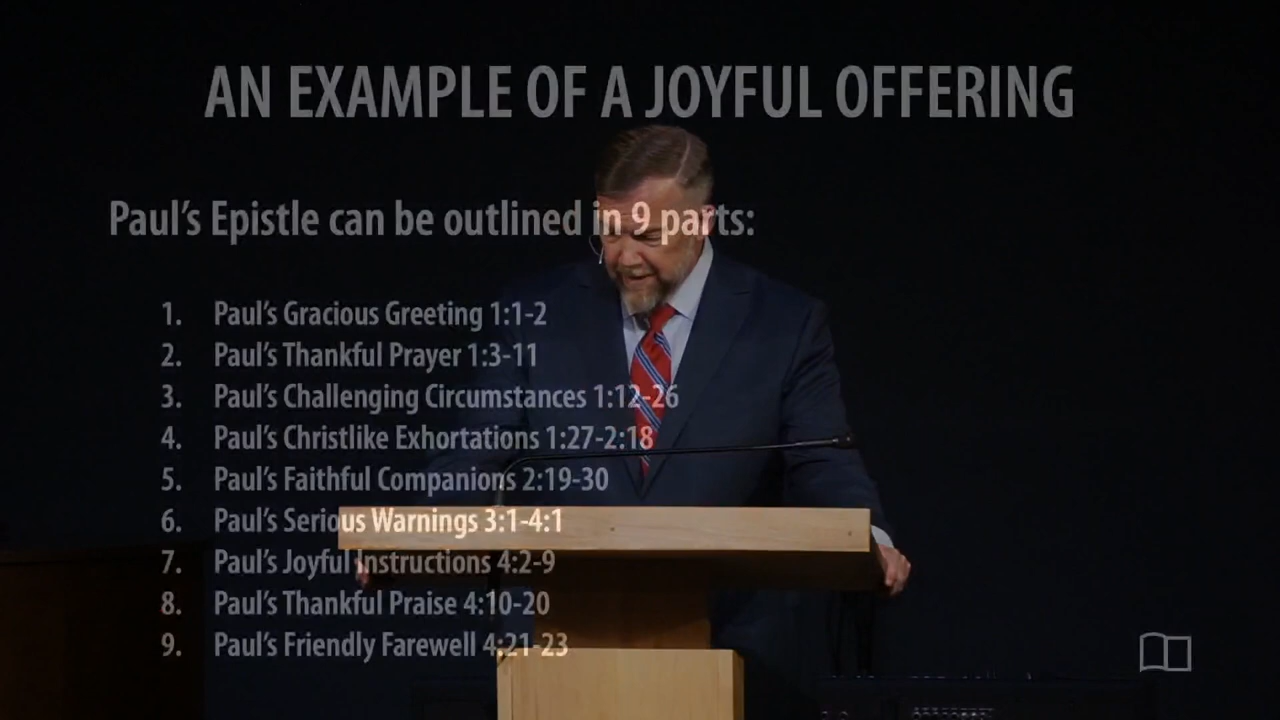 AN EXAMPLE OF A JOYFUL OFFERING
Paul's Epistle can be outlined in 9 parts:
1. Paul's Gracious Greeting 1:1-2
2. Paul's Thankful Prayer 1:3-11
3. Paul's Challenging Circumstances 1:12-26
4. Paul's Christlike Exhortations 1:27-2:18
5. Paul's Faithful Companions 2:19-30
6. Paul's Serious Warnings 3:1-4:1
7. Paul's Joyful Instructions 4:2-9
8. Paul's Thankful Praise 4:10-20
9. Paul's Friendly Farewell 4:21-23